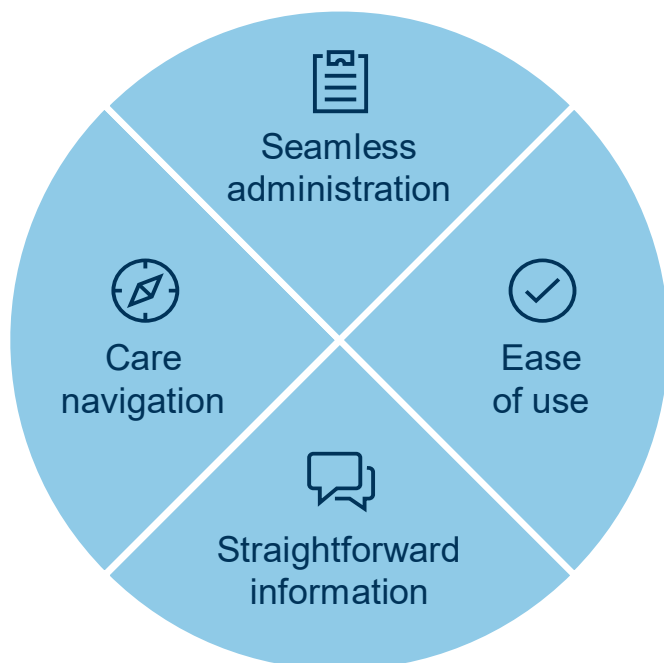 Seamless
administration
Care
navigation
Ease
of use
Straightforward
information